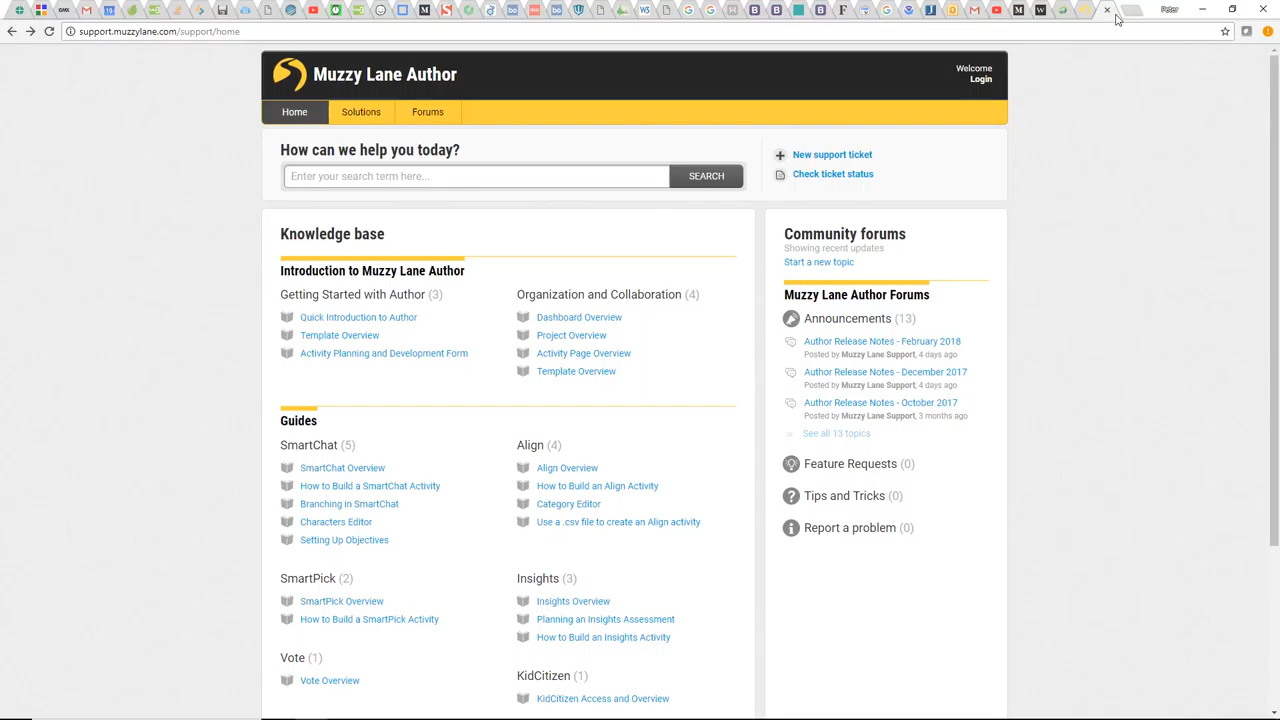 Peter
support.muzzylane.com/support/home
Muzzy Lane Author
Welcome
Login
Home
Solutions
Forums
How can we help you today?
Enter your search term here...
SEARCH
New support ticket
Check ticket status
Knowledge base
Introduction to Muzzy Lane Author
Getting Started with Author (3)
Quick Introduction to Author
Template Overview
Activity Planning and Development Form
Organization and Collaboration (4)
Dashboard Overview
Project Overview
Activity Page Overview
Template Overview
Guides
SmartChat (5)
SmartChat Overview
How to Build a SmartChat Activity
Branching in SmartChat
Characters Editor
Setting Up Objectives
Align (4)
Align Overview
How to Build an Align Activity
Category Editor
Use a .csv file to create an Align activity
SmartPick (2)
SmartPick Overview
How to Build a SmartPick Activity
Insights (3)
Insights Overview
Planning an Insights Assessment
How to Build an Insights Activity
Vote (1)
Vote Overview
KidCitizen (1)
KidCitizen Access and Overview
Community forums
Showing recent updates
Start a new topic
Muzzy Lane Author Forums
Announcements (13)
Author Release Notes - February 2018
Posted by Muzzy Lane Support, 4 days ago
Author Release Notes - December 2017
Posted by Muzzy Lane Support, 4 days ago
Author Release Notes - October 2017
Posted by Muzzy Lane Support, 3 months ago
» See all 13 topics
Feature Requests (0)
Tips and Tricks (0)
Report a problem (0)